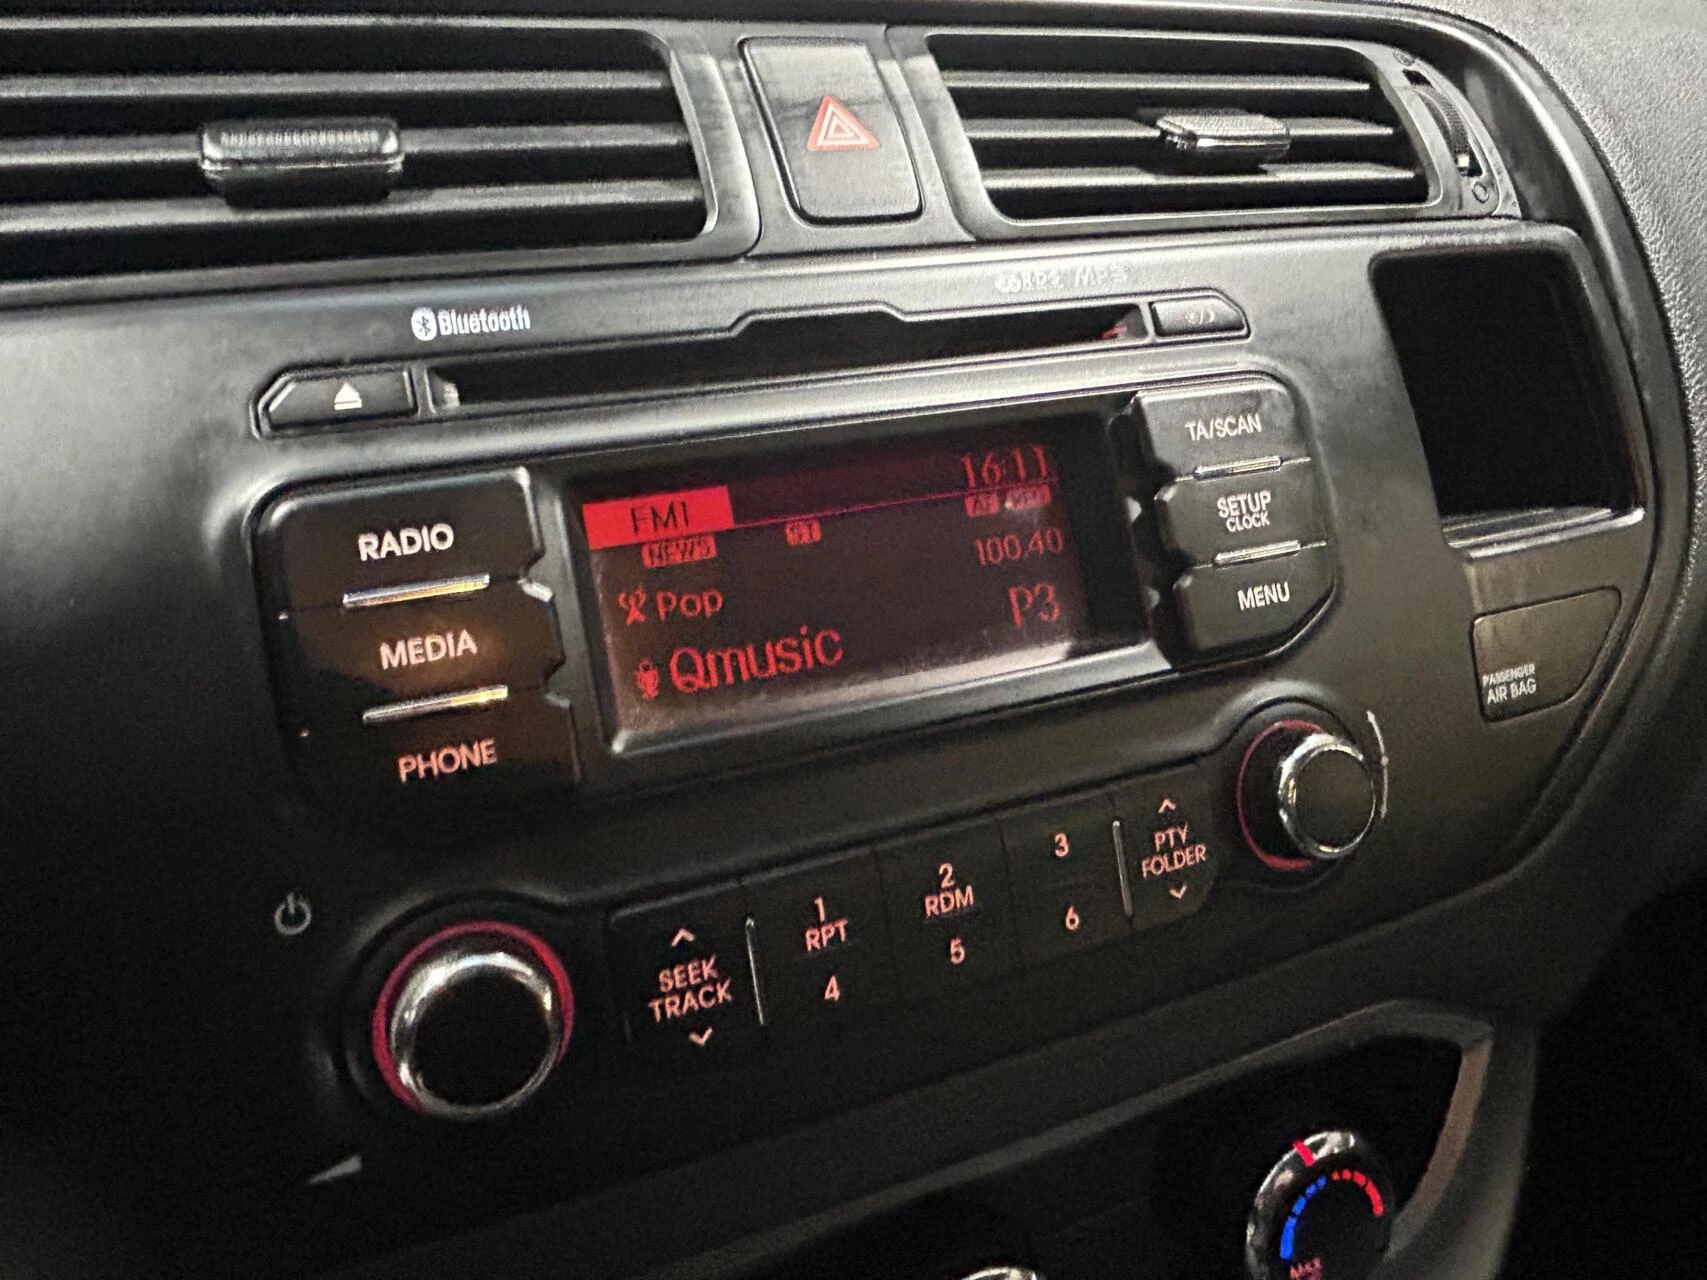 Bluetooth
TA/SCAN
16:11
FM1
RADIO
SETUP
CLOCK
NEWS
AF
100.40
Pop
P3
MENU
MEDIA
Qmusic
PASSENGER
AIR BAG
PHONE
3
PTY
FOLDER
2
RDM
1
RPT
6
5
SEEK
TRACK
4